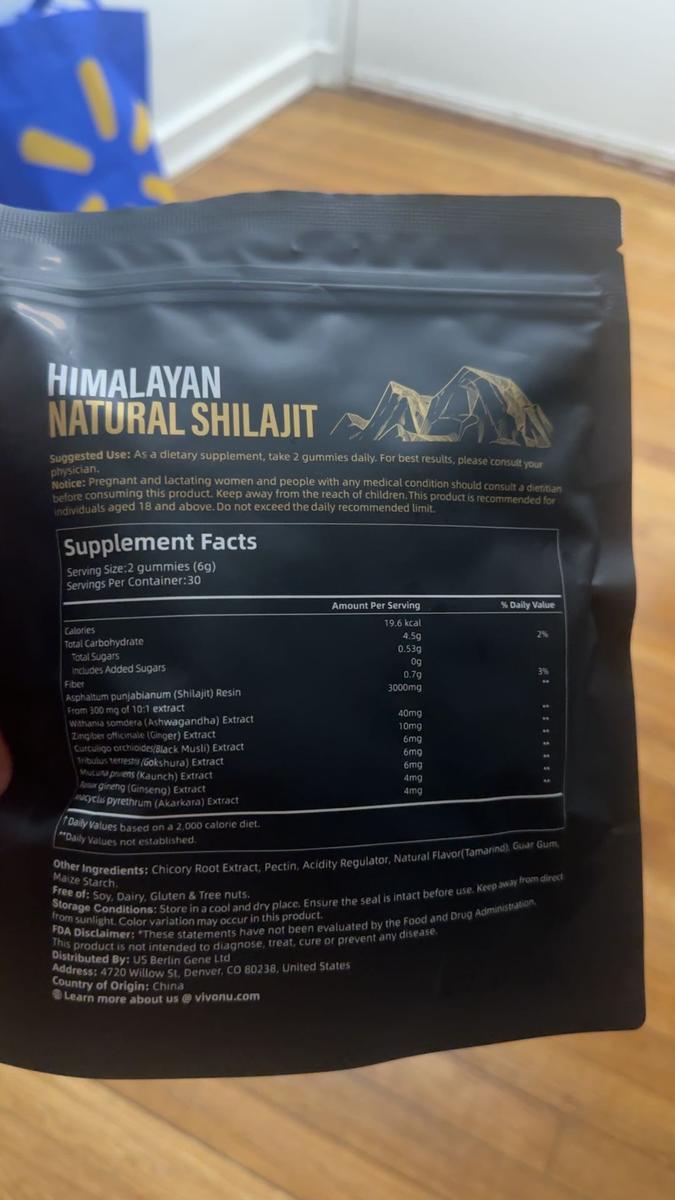 HIMALAYAN
NATURAL SHILAJIT
Suggested Use: As a dietary supplement, take 2 gummies daily. For best results, please consult your
physician.
Notice: Pregnant and lactating women and people with any medical condition should consult a dietitian
before consuming this product. Keep away from the reach of children. This product is recommended for
individuals aged 18 and above. Do not exceed the daily recommended limit.
Supplement Facts
Serving Size:2 gummies (6g)
Servings Per Container:30
Amount Per Serving % Daily Value
Calories 19.6 kcal
Total Carbohydrate 4.5g 2%
Total Sugars 0.53g
Includes Added Sugars 0g
Fiber 0.7g 3%
Asphaltum punjabianum (Shilajit) Resin 3000mg **
From 300 mg of 10:1 extract
Withania somdera (Ashwagandha) Extract 40mg **
Zingiber officinale (Ginger) Extract 10mg **
Curculigo orchioides(Black Musli) Extract 6mg **
Tribulus terrestris (Gokshura) Extract 6mg **
Mucuna pruriens (Kaunch) Extract 6mg **
gineng (Ginseng) Extract 4mg **
pyrethrum (Akarkara) Extract 4mg **
†Daily Values based on a 2,000 calorie diet.
**Daily Values not established.
Other Ingredients: Chicory Root Extract, Pectin, Acidity Regulator, Natural Flavor(Tamarind), Guar Gum,
Maize Starch.
Free of: Soy, Dairy, Gluten & Tree nuts.
Storage Conditions: Store in a cool and dry place. Ensure the seal is intact before use. Keep away from direct
from sunlight. Color variation may occur in this product.
FDA Disclaimer: *These statements have not been evaluated by the Food and Drug Administration.
This product is not intended to diagnose, treat, cure or prevent any disease.
Distributed By: US Berlin Gene Ltd
Address: 4720 Willow St, Denver, CO 80238, United States
Country of Origin: China
Learn more about us @ vivonu.com